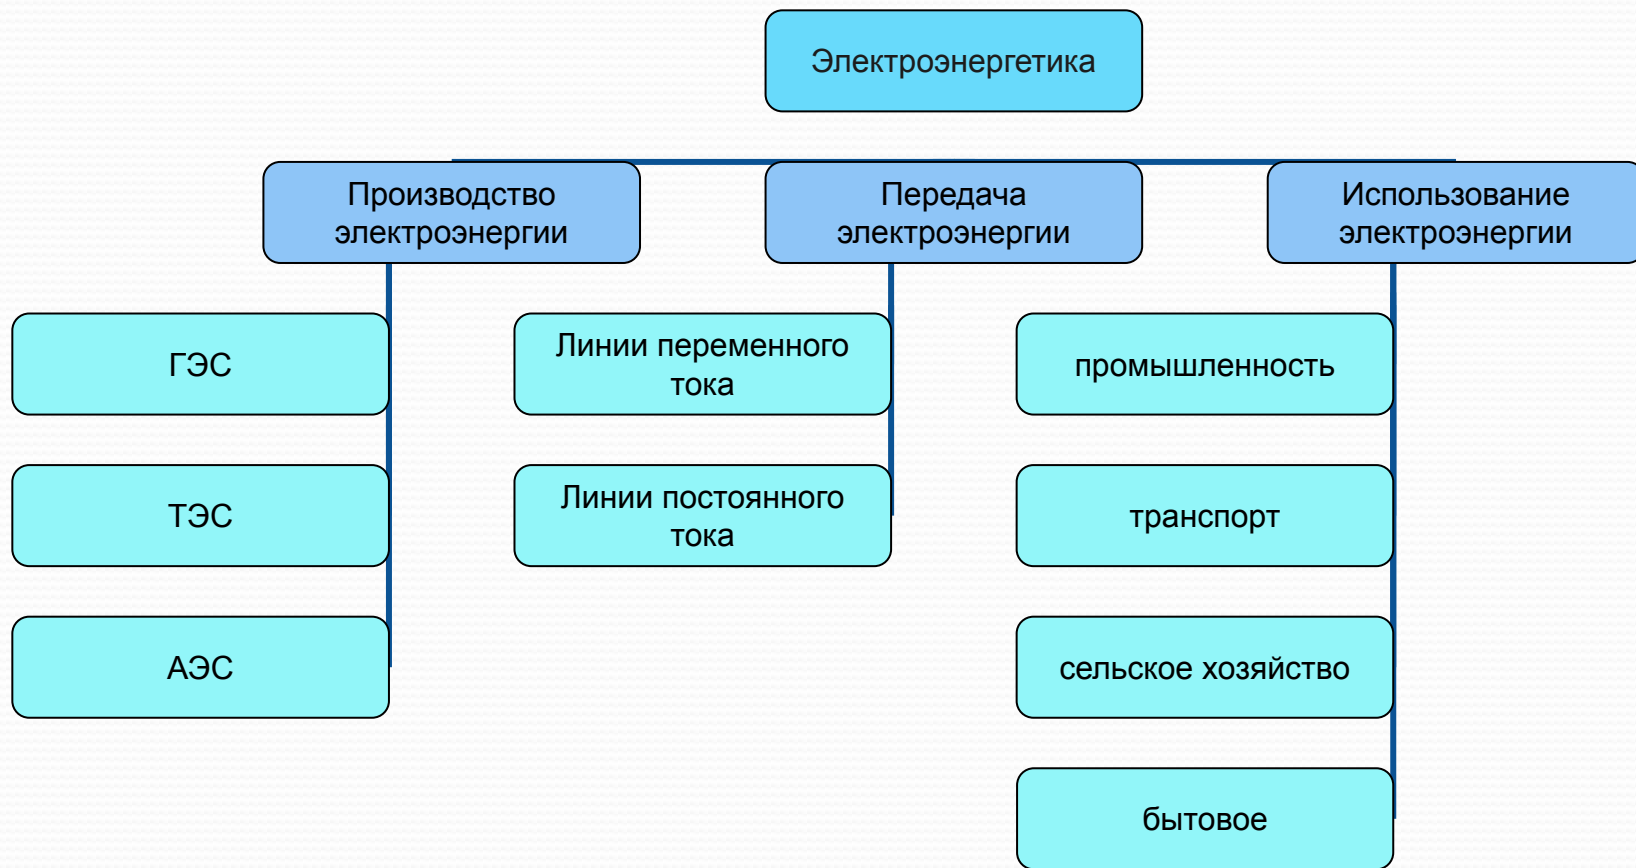 Электроэнергетика
Производство
электроэнергии
Передача
электроэнергии
Использование
электроэнергии
ГЭС
ТЭС
АЭС
Линии переменного
тока
Линии постоянного
тока
промышленность
транспорт
сельское хозяйство
бытовое